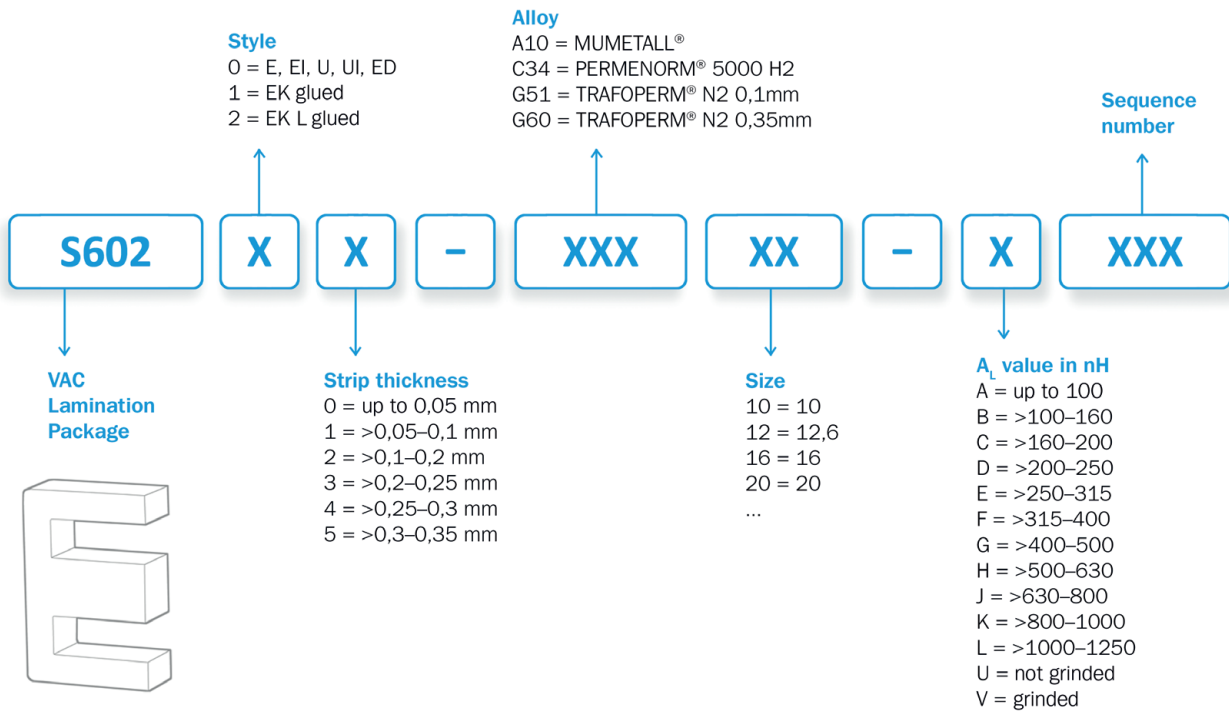 Style
0 = E, EI, U, UI, ED
1 = EK glued
2 = EK L glued
Alloy
A10 = MUMETALL®
C34 = PERMENORM® 5000 H2
G51 = TRAFOPERM® N2 0,1mm
G60 = TRAFOPERM® N2 0,35mm
Sequence
number
S602 X X – XXX XX – X XXX
VAC
Lamination
Package
Strip thickness
0 = up to 0,05 mm
1 = >0,05–0,1 mm
2 = >0,1–0,2 mm
3 = >0,2–0,25 mm
4 = >0,25–0,3 mm
5 = >0,3–0,35 mm
Size
10 = 10
12 = 12,6
16 = 16
20 = 20
...
AL value in nH
A = up to 100
B = >100–160
C = >160–200
D = >200–250
E = >250–315
F = >315–400
G = >400–500
H = >500–630
J = >630–800
K = >800–1000
L = >1000–1250
U = not grinded
V = grinded